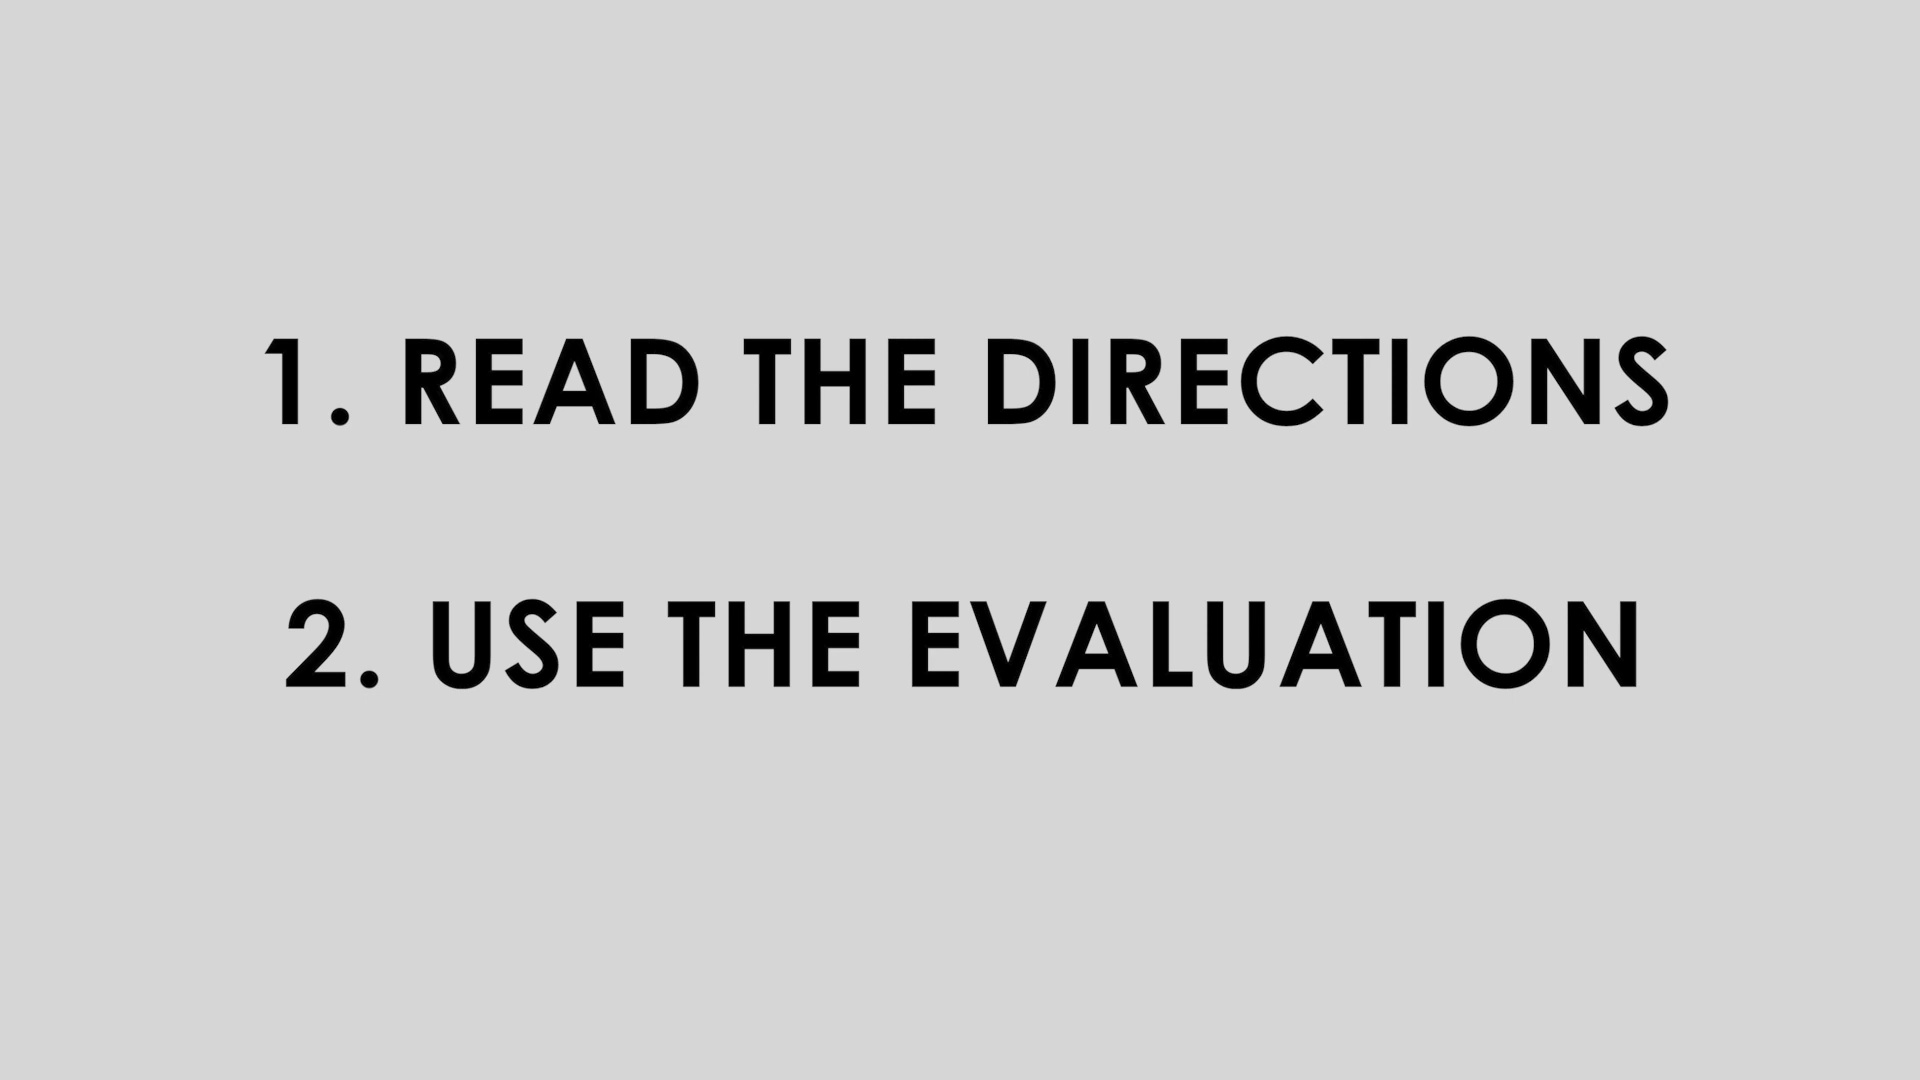 1. READ THE DIRECTIONS
2. USE THE EVALUATION